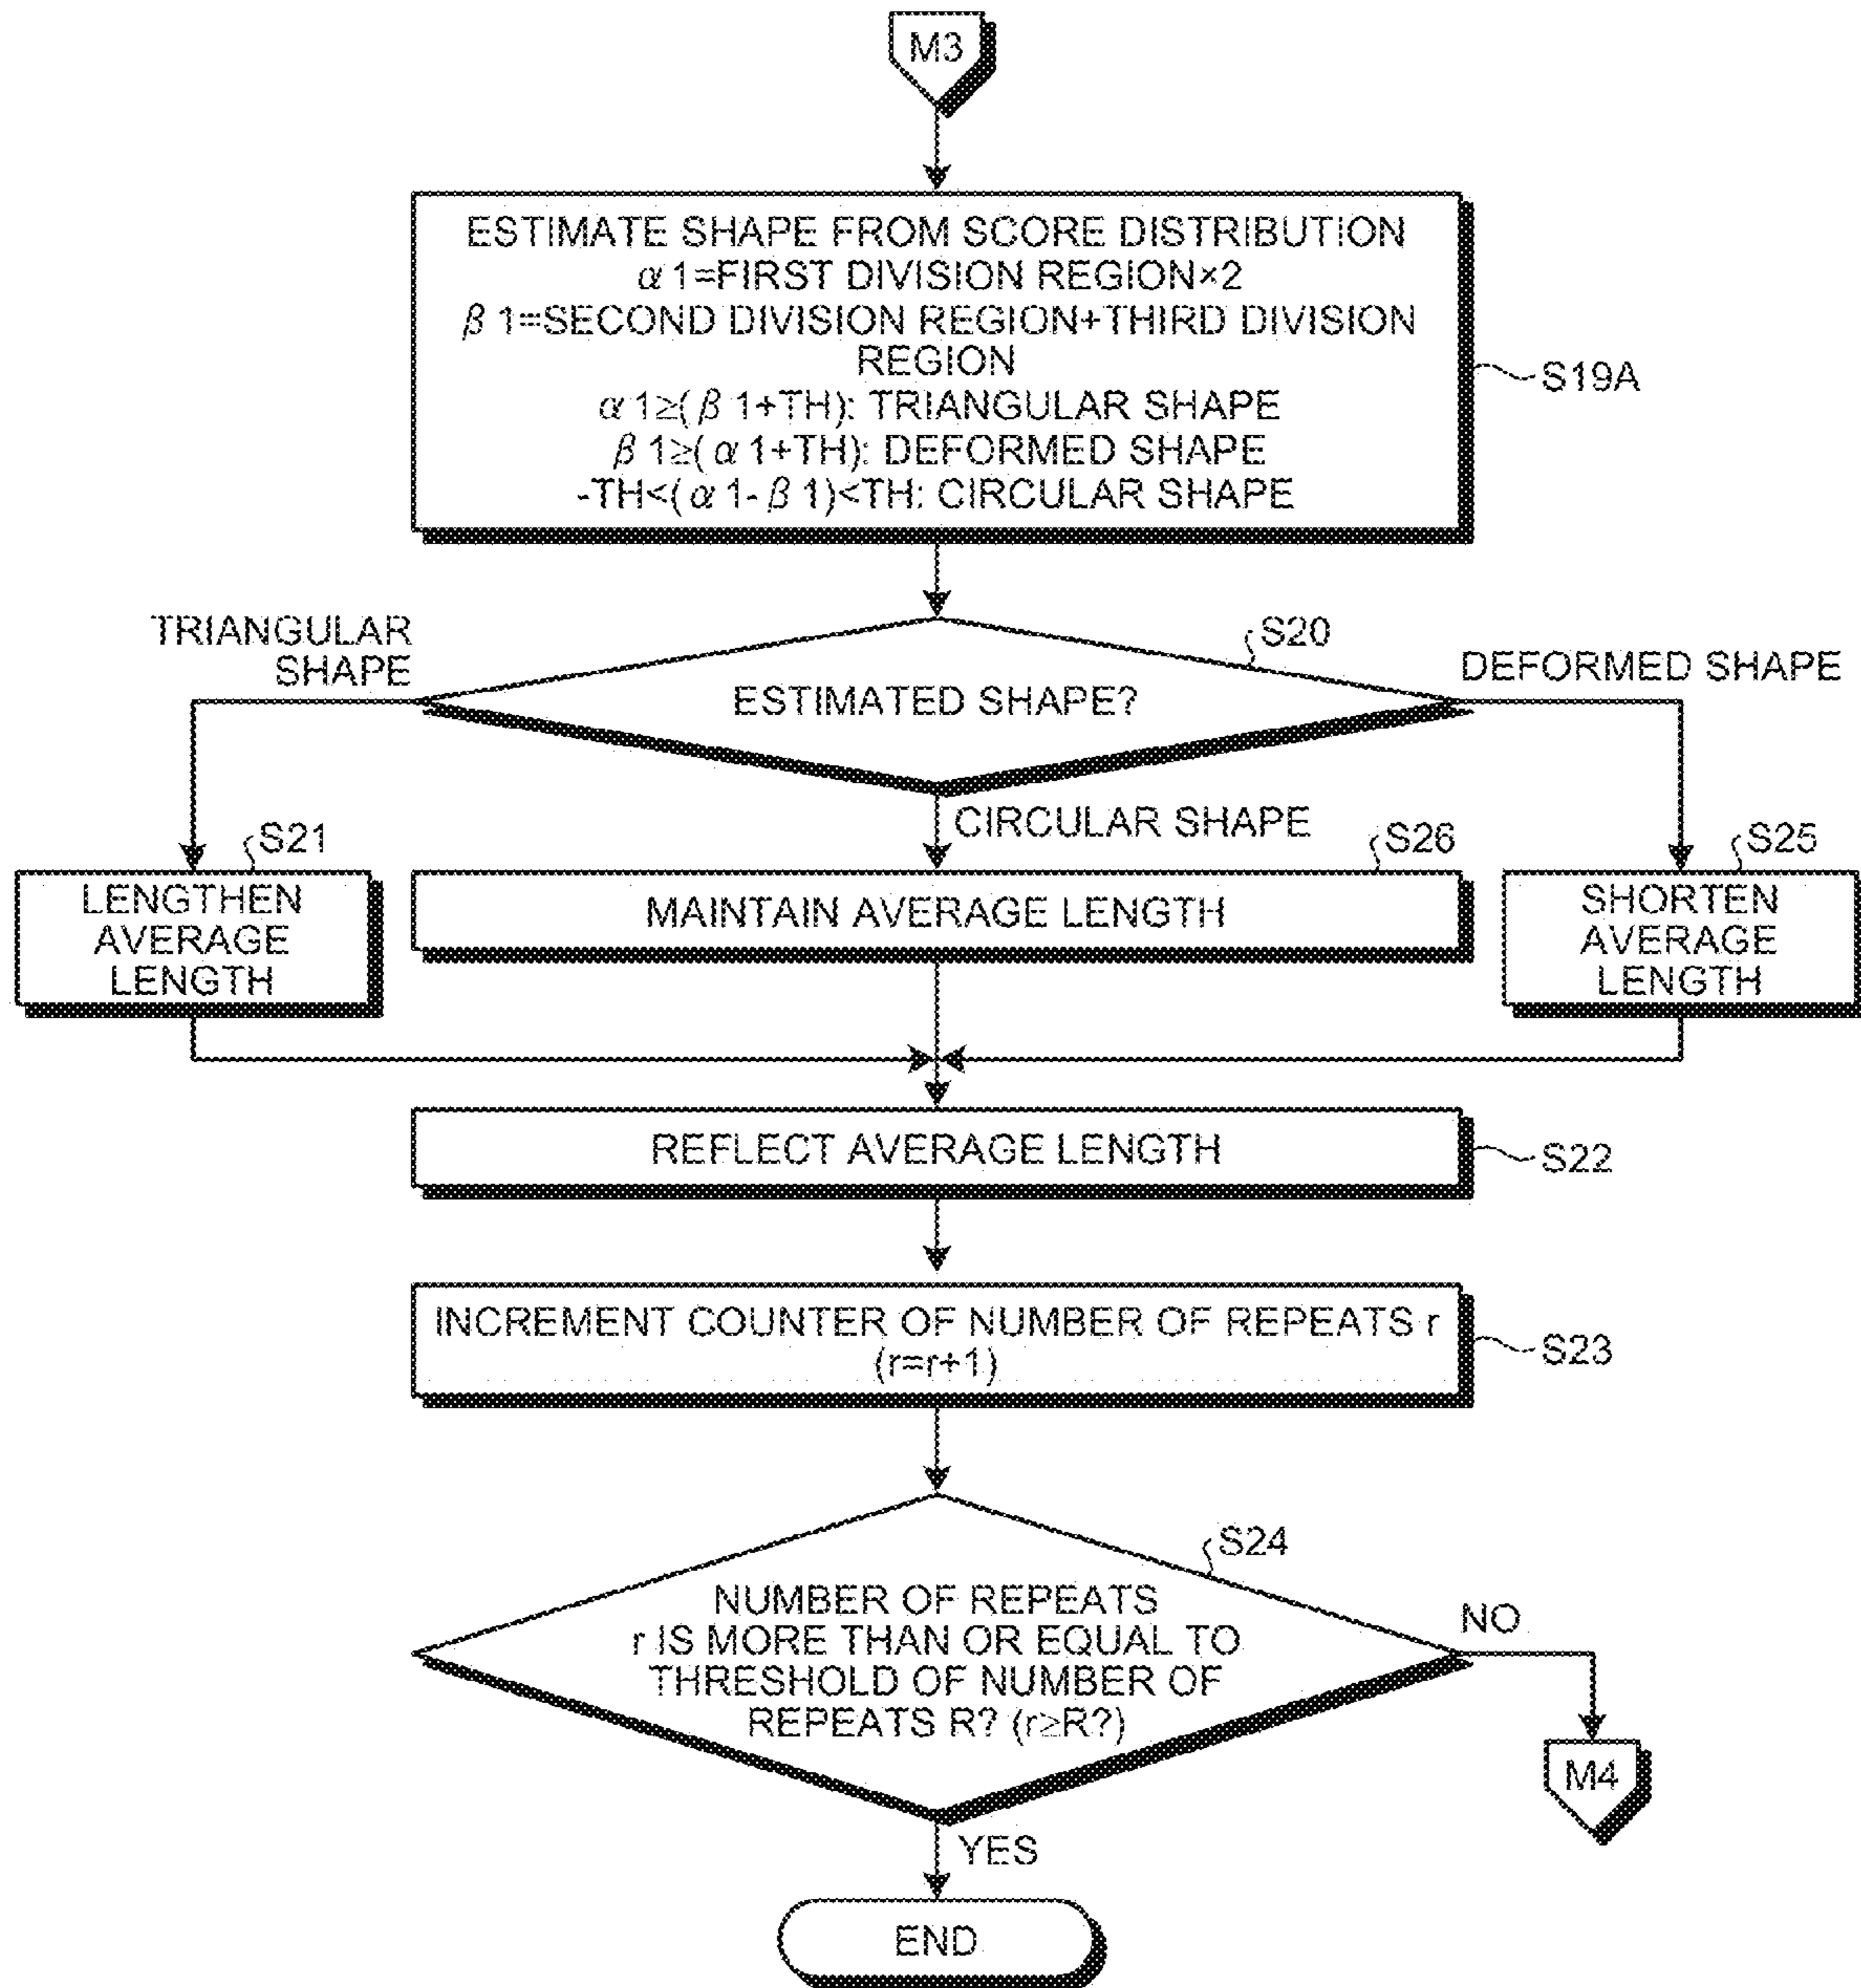 M3
ESTIMATE SHAPE FROM SCORE DISTRIBUTION
α1=FIRST DIVISION REGION×2
β1=SECOND DIVISION REGION+THIRD DIVISION
REGION
α1≥(β1+TH): TRIANGULAR SHAPE
β1≥(α1+TH): DEFORMED SHAPE
-TH<(α1-β1)<TH: CIRCULAR SHAPE
S19A
TRIANGULAR
SHAPE
S20
DEFORMED SHAPE
ESTIMATED SHAPE?
CIRCULAR SHAPE
S21
LENGTHEN
AVERAGE
LENGTH
S26
MAINTAIN AVERAGE LENGTH
S25
SHORTEN
AVERAGE
LENGTH
REFLECT AVERAGE LENGTH
S22
INCREMENT COUNTER OF NUMBER OF REPEATS r
(r=r+1)
S23
S24
NUMBER OF REPEATS
r IS MORE THAN OR EQUAL TO
THRESHOLD OF NUMBER OF
REPEATS R? (r≥R?)
NO
M4
YES
END